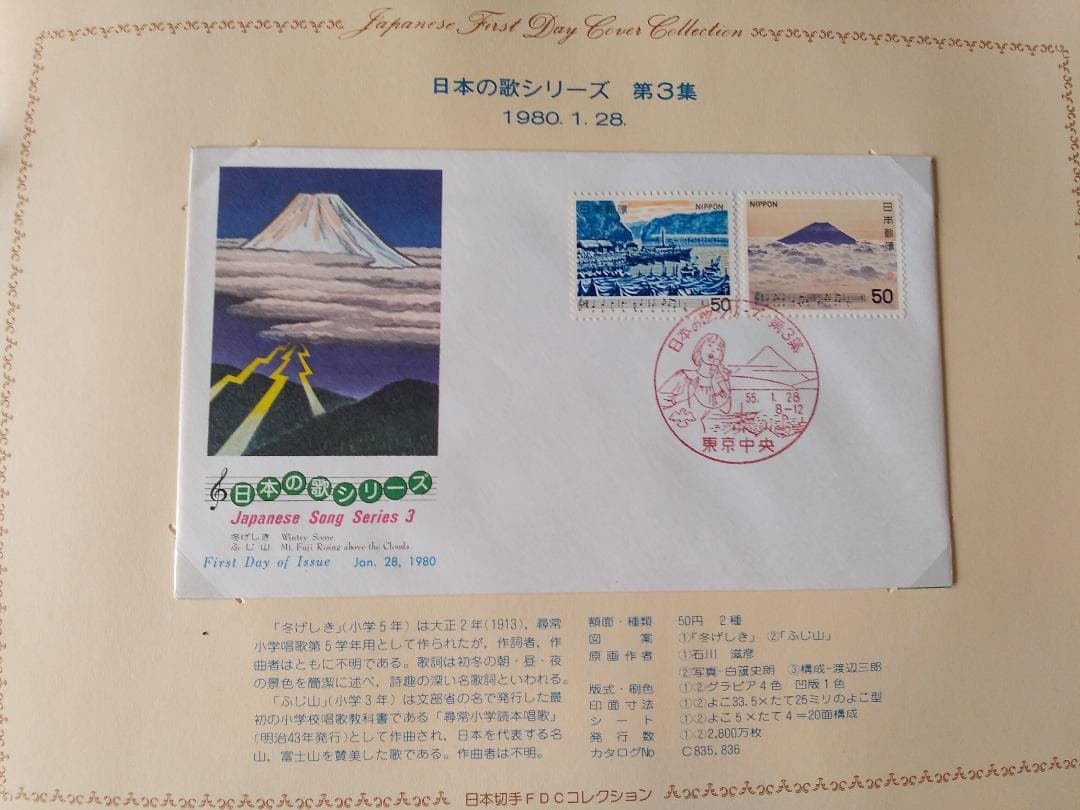 Japanese First Day Cover Collection
日本の歌シリーズ 第3集
1980. 1. 28.
日本郵便 NIPPON
50
NIPPON 日本郵便
50
日本の歌シリーズ 第3集
55. 1. 28
8-12
東京中央
日本の歌シリーズ
Japanese Song Series 3
冬げしき Wintry Scene
ふじ山 Mt. Fuji Rising above the Clouds
First Day of Issue Jan. 28, 1980
「冬げしき」(小学5年)は大正2年(1913), 尋常
小学唱歌第5学年用として作られたが, 作詞者, 作
曲者はともに不明である。歌詞は初冬の朝・昼・夜
の景色を簡潔に述べ, 詩趣の深い名歌詞といわれる。
「ふじ山」(小学3年)は文部省の名で発行した最
初の小学校唱歌教科書である「尋常小学読本唱歌」
(明治43年発行)として作曲され, 日本を代表する名
山, 富士山を賛美した歌である。作曲者は不明。
額面・種類 50円 2種
図案 ①「冬げしき」 ②「ふじ山」
原画作者 ①石川 滋彦
②写真-白籏史朗 ③構成-渡辺三郎
版式・刷色 ①②グラビア4色 凹版1色
印面寸法 ①②よこ33.5×たて25ミリのよこ型
シート ①②よこ5×たて4=20面構成
発行数 ①②2,800万枚
カタログNo C835, 836
日本切手FDCコレクション